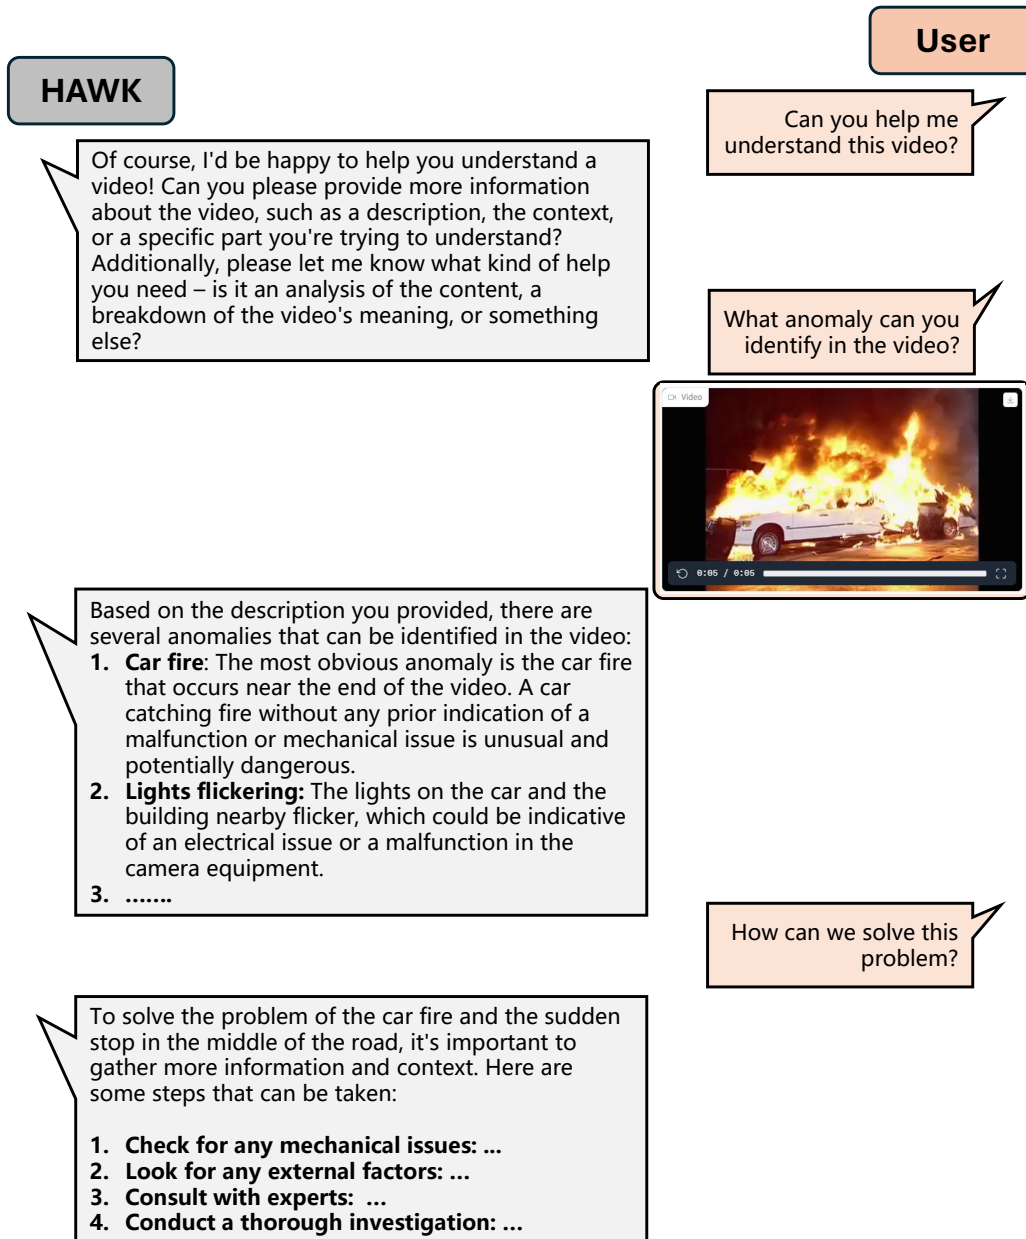 User
HAWK
Can you help me
understand this video?
Of course, I'd be happy to help you understand a
video! Can you please provide more information
about the video, such as a description, the context,
or a specific part you're trying to understand?
Additionally, please let me know what kind of help
you need – is it an analysis of the content, a
breakdown of the video's meaning, or something
else?
What anomaly can you
identify in the video?
Video
0:05 / 0:05
Based on the description you provided, there are
several anomalies that can be identified in the video:
1. Car fire: The most obvious anomaly is the car fire
that occurs near the end of the video. A car
catching fire without any prior indication of a
malfunction or mechanical issue is unusual and
potentially dangerous.
2. Lights flickering: The lights on the car and the
building nearby flicker, which could be indicative
of an electrical issue or a malfunction in the
camera equipment.
3. .......
How can we solve this
problem?
To solve the problem of the car fire and the sudden
stop in the middle of the road, it's important to
gather more information and context. Here are
some steps that can be taken:
1. Check for any mechanical issues: ...
2. Look for any external factors: ...
3. Consult with experts: ...
4. Conduct a thorough investigation: ...